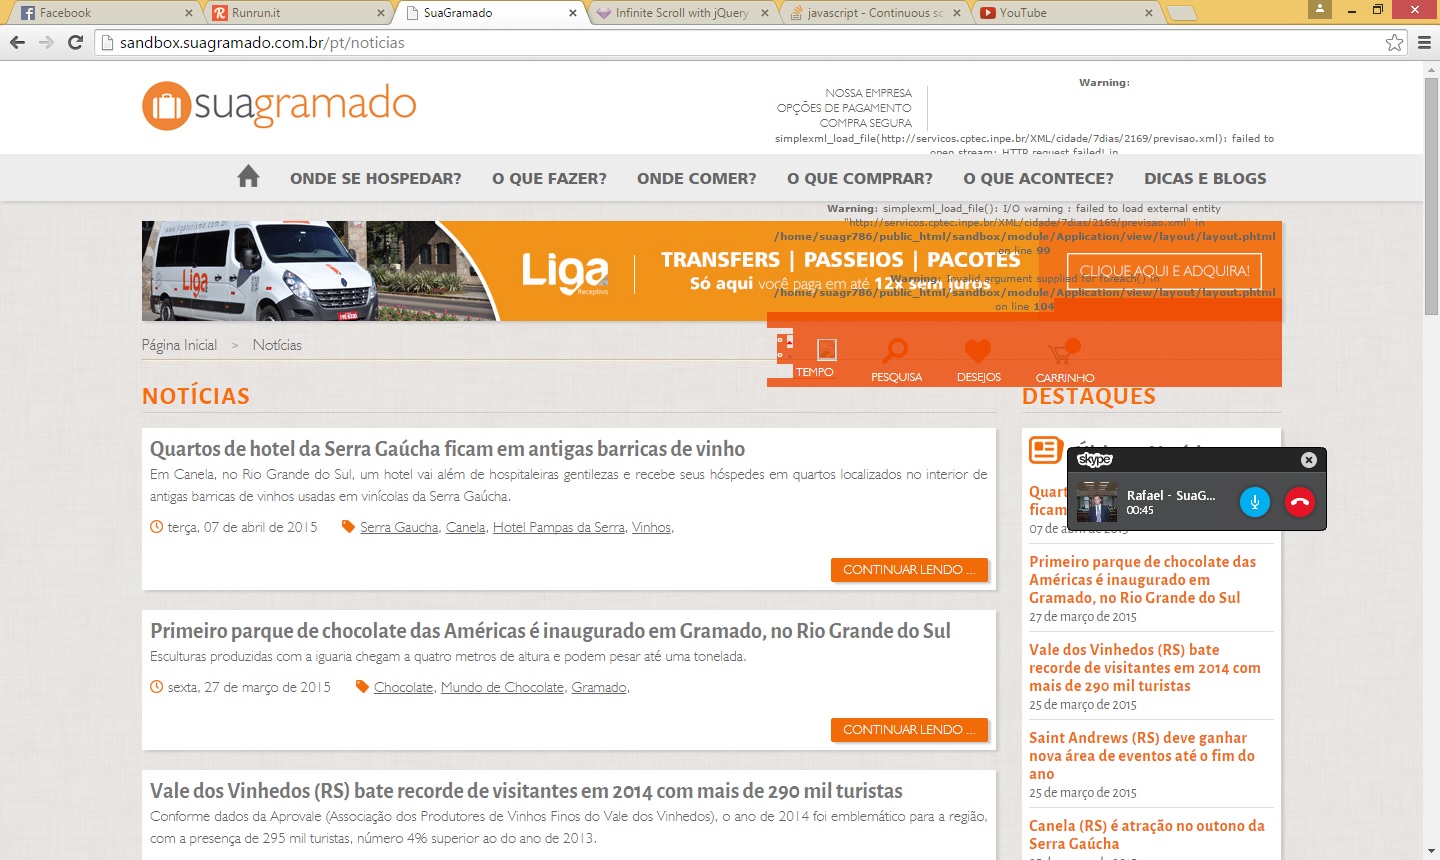 Facebook
Runrun.it
SuaGramado
Infinite Scroll with jQuery
javascript - Continuous sc
YouTube
sandbox.suagramado.com.br/pt/noticias
suagramado
NOSSA EMPRESA
OPÇÕES DE PAGAMENTO
COMPRA SEGURA
Warning:
simplexml_load_file(http://servicos.cptec.inpe.br/XML/cidade/7dias/2169/previsao.xml): failed to
open stream: HTTP request failed! in
ONDE SE HOSPEDAR?
O QUE FAZER?
ONDE COMER?
O QUE COMPRAR?
O QUE ACONTECE?
DICAS E BLOGS
Warning: simplexml_load_file(): I/O warning : failed to load external entity
"http://servicos.cptec.inpe.br/XML/cidade/7dias/2169/previsao.xml" in
/home/suagr786/public_html/sandbox/module/Application/view/layout/layout.phtml
on line 99
Warning: Invalid argument supplied for foreach() in
/home/suagr786/public_html/sandbox/module/Application/view/layout/layout.phtml
on line 104
www.ligaturismo.com.br
Liga
Liga
Receptivo
TRANSFERS | PASSEIOS | PACOTES
Só aqui você paga em até 12x sem juros
CLIQUE AQUI E ADQUIRA!
Página Inicial > Notícias
TEMPO
PESQUISA
DESEJOS
CARRINHO
NOTÍCIAS
Quartos de hotel da Serra Gaúcha ficam em antigas barricas de vinho
Em Canela, no Rio Grande do Sul, um hotel vai além de hospitaleiras gentilezas e recebe seus hóspedes em quartos localizados no interior de
antigas barricas de vinhos usadas em vinícolas da Serra Gaúcha.
terça, 07 de abril de 2015
Serra Gaucha, Canela, Hotel Pampas da Serra, Vinhos,
CONTINUAR LENDO ...
Primeiro parque de chocolate das Américas é inaugurado em Gramado, no Rio Grande do Sul
Esculturas produzidas com a iguaria chegam a quatro metros de altura e podem pesar até uma tonelada.
sexta, 27 de março de 2015
Chocolate, Mundo de Chocolate, Gramado,
CONTINUAR LENDO ...
Vale dos Vinhedos (RS) bate recorde de visitantes em 2014 com mais de 290 mil turistas
Conforme dados da Aprovale (Associação dos Produtores de Vinhos Finos do Vale dos Vinhedos), o ano de 2014 foi emblemático para a região,
com a presença de 295 mil turistas, número 4% superior ao do ano de 2013.
DESTAQUES
skype
Rafael - SuaG...
00:45
Quart
ficam
07 de
2015
Primeiro parque de chocolate das
Américas é inaugurado em
Gramado, no Rio Grande do Sul
27 de março de 2015
Vale dos Vinhedos (RS) bate
recorde de visitantes em 2014 com
mais de 290 mil turistas
25 de março de 2015
Saint Andrews (RS) deve ganhar
nova área de eventos até o fim do
ano
25 de março de 2015
Canela (RS) é atração no outono da
Serra Gaúcha